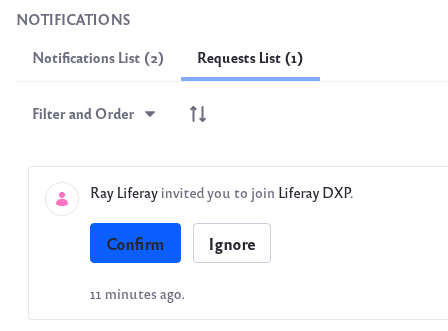 NOTIFICATIONS
Notifications List (2) Requests List (1)
Filter and Order
Ray Liferay invited you to join Liferay DXP.
Confirm Ignore
11 minutes ago.